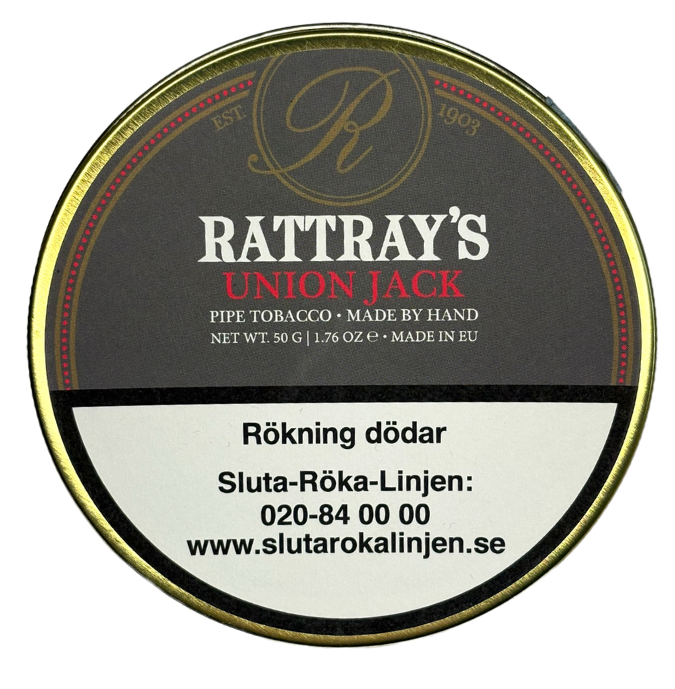 R
EST. 1903
RATTRAY'S
UNION JACK
PIPE TOBACCO • MADE BY HAND
NET WT. 50 G | 1.76 OZ ℮ • MADE IN EU
Rökning dödar
Sluta-Röka-Linjen:
020-84 00 00
www.slutarokalinjen.se